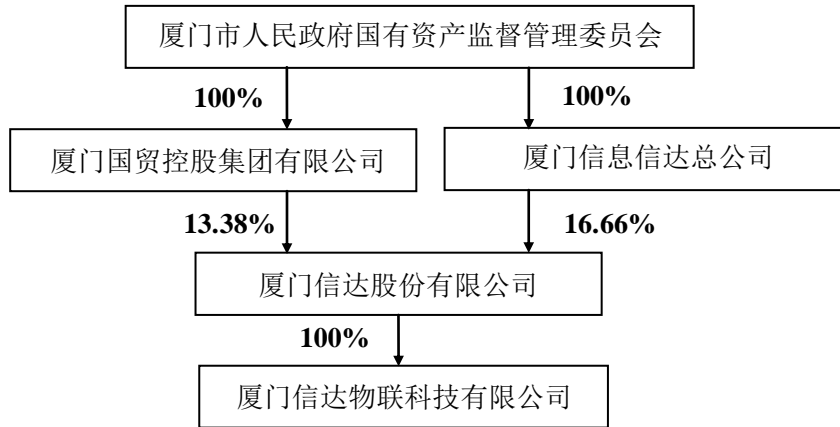 厦门市人民政府国有资产监督管理委员会
100% 100%
厦门国贸控股集团有限公司 厦门信息信达总公司
13.38% 16.66%
厦门信达股份有限公司
100%
厦门信达物联科技有限公司